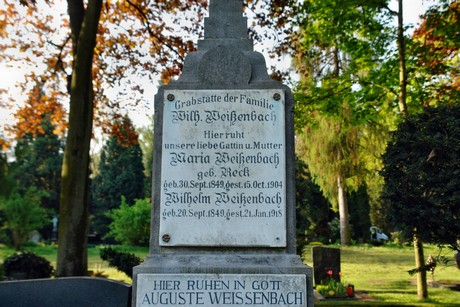 Grabstätte der Familie
Wilh. Weißenbach
Hier ruht
unsere liebe Gattin u. Mutter
Maria Weißenbach
geb. Reck
geb. 30. Sept. 1849, gest. 15. Oct. 1904
Wilhelm Weißenbach
geb. 20. Sept. 1849, gest. 21. Jan. 1918
HIER RUHEN IN GOTT
AUGUSTE WEISSENBACH